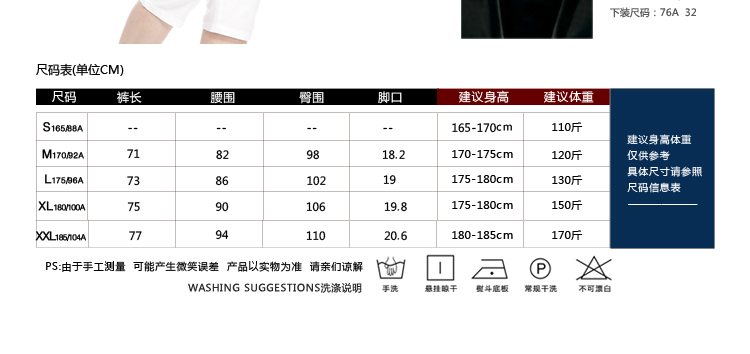 下装尺码：76A 32
尺码表(单位CM)
尺码 裤长 腰围 臀围 脚口 建议身高 建议体重
S165/88A -- -- -- -- 165-170cm 110斤
M170/92A 71 82 98 18.2 170-175cm 120斤
L175/96A 73 86 102 19 175-180cm 130斤
XL180/100A 75 90 106 19.8 175-180cm 150斤
XXL185/104A 77 94 110 20.6 180-185cm 170斤
建议身高体重
仅供参考
具体尺寸请参照
尺码信息表
PS:由于手工测量 可能产生微笑误差 产品以实物为准 请亲们谅解
WASHING SUGGESTIONS洗涤说明
P
手洗 悬挂晾干 熨斗底板 常规干洗 不可漂白